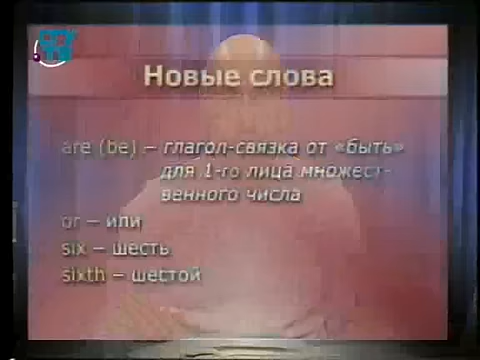 Новые слова
are (be) – глагол-связка от «быть»
для 1-го лица множест-
венного числа
or – или
six – шесть
sixth – шестой